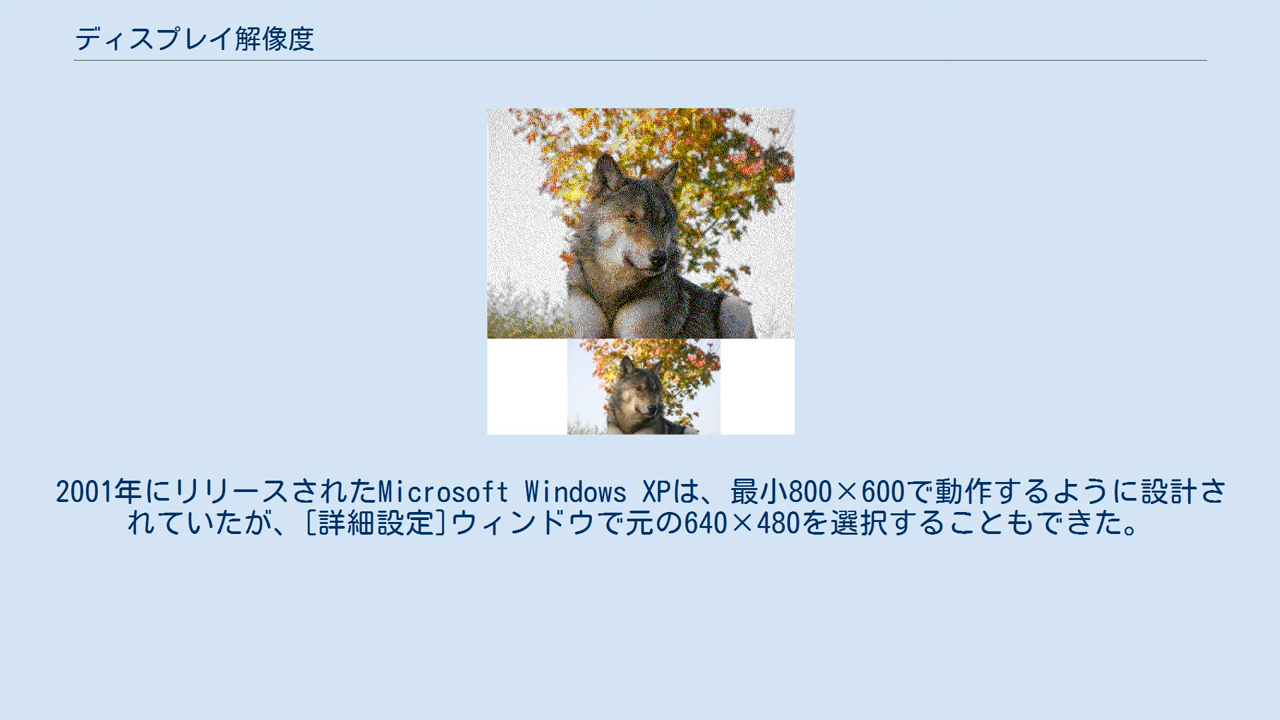 ディスプレイ解像度
2001年にリリースされたMicrosoft Windows XPは、最小800×600で動作するように設計さ
れていたが、[詳細設定]ウィンドウで元の640×480を選択することもできた。